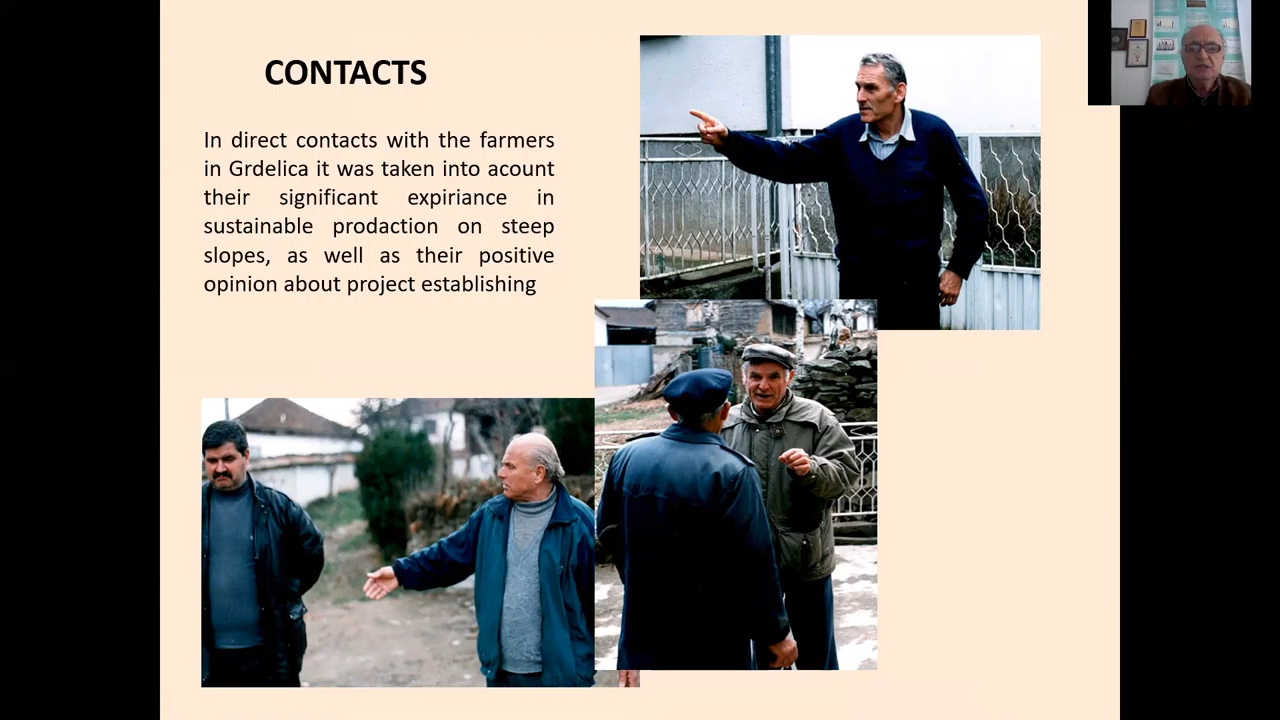 CONTACTS
In direct contacts with the farmers
in Grdelica it was taken into acount
their significant expiriance in
sustainable prodaction on steep
slopes, as well as their positive
opinion about project establishing